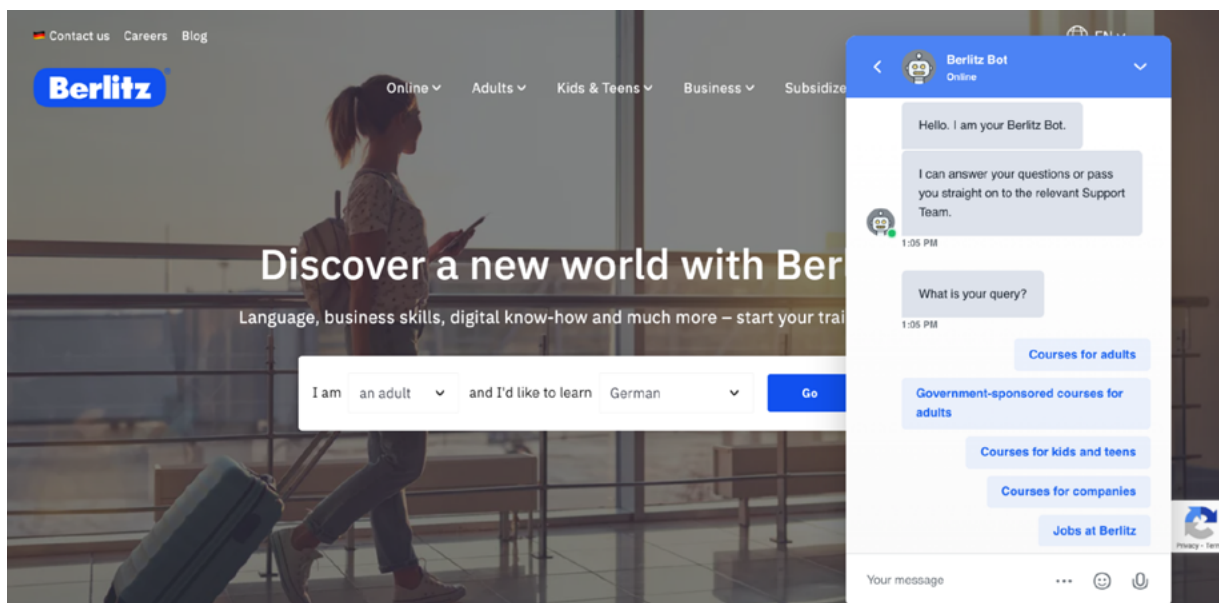 Contact us Careers Blog
EN
Berlitz
Online Adults Kids & Teens Business Subsidize
Discover a new world with Ber
Language, business skills, digital know-how and much more – start your trai
I am an adult and I'd like to learn German Go
Berlitz Bot
Online
Hello. I am your Berlitz Bot.
I can answer your questions or pass
you straight on to the relevant Support
Team.
1:05 PM
What is your query?
1:05 PM
Courses for adults
Government-sponsored courses for
adults
Courses for kids and teens
Courses for companies
Jobs at Berlitz
Your message
Privacy - Term